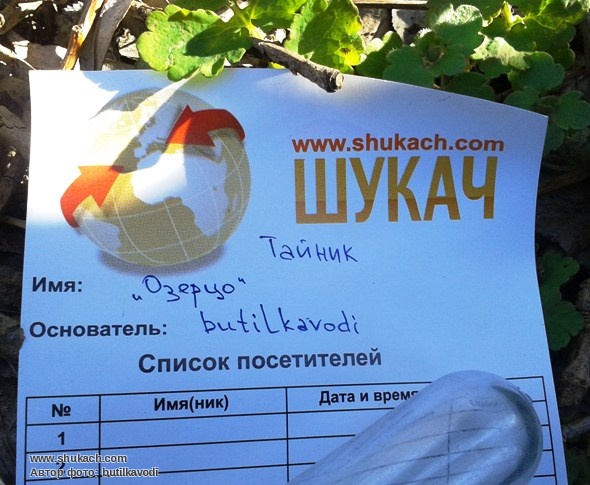 www.shukach.com
ШУКАЧ
Тайник
Имя: „Озерцо“
Основатель: butiLkavodi
Список посетителей
№ Имя(ник) Дата и время
1
2
www.shukach.com
Автор фото: butilkavodi